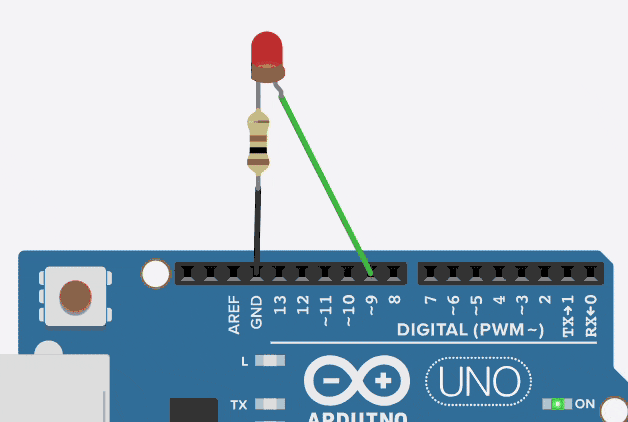 AREF
GND
13
12
~11
~10
~9
8
7
~6
~5
4
~3
2
TX→1
RX←0
DIGITAL (PWM~)
L
TX
UNO
ON
ARDUINO